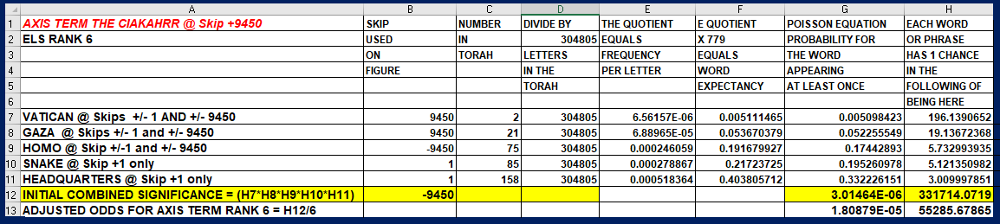 A B C D E F G H
1 AXIS TERM THE CIAKAHRR @ Skip +9450 SKIP NUMBER DIVIDE BY THE QUOTIENT E QUOTIENT POISSON EQUATION EACH WORD
2 ELS RANK 6 USED IN 304805 EQUALS X 779 PROBABILITY FOR OR PHRASE
3 ON TORAH LETTERS FREQUENCY EQUALS THE WORD HAS 1 CHANCE
4 FIGURE IN THE PER LETTER WORD APPEARING IN THE
5 TORAH EXPECTANCY AT LEAST ONCE FOLLOWING OF
6 BEING HERE
7 VATICAN @ Skips +/- 1 AND +/- 9450 9450 2 304805 6.56157E-06 0.005111465 0.005098423 196.1390652
8 GAZA @ Skips +/- 1 and +/- 9450 9450 21 304805 6.88965E-05 0.053670379 0.052255549 19.13672368
9 HOMO @ Skip +/-1 and +/- 9450 -9450 75 304805 0.000246059 0.191679927 0.17442893 5.732993935
10 SNAKE @ Skip +1 only 1 85 304805 0.000278867 0.21723725 0.195260978 5.121350982
11 HEADQUARTERS @ Skip +1 only 1 158 304805 0.000518364 0.403805712 0.332226151 3.009997851
12 INITIAL COMBINED SIGNIFICANCE = (H7*H8*H9*H10*H11) -9450 3.01464E-06 331714.0719
13 ADJUSTED ODDS FOR AXIS TERM RANK 6 = H12/6 1.80879E-05 55285.67865